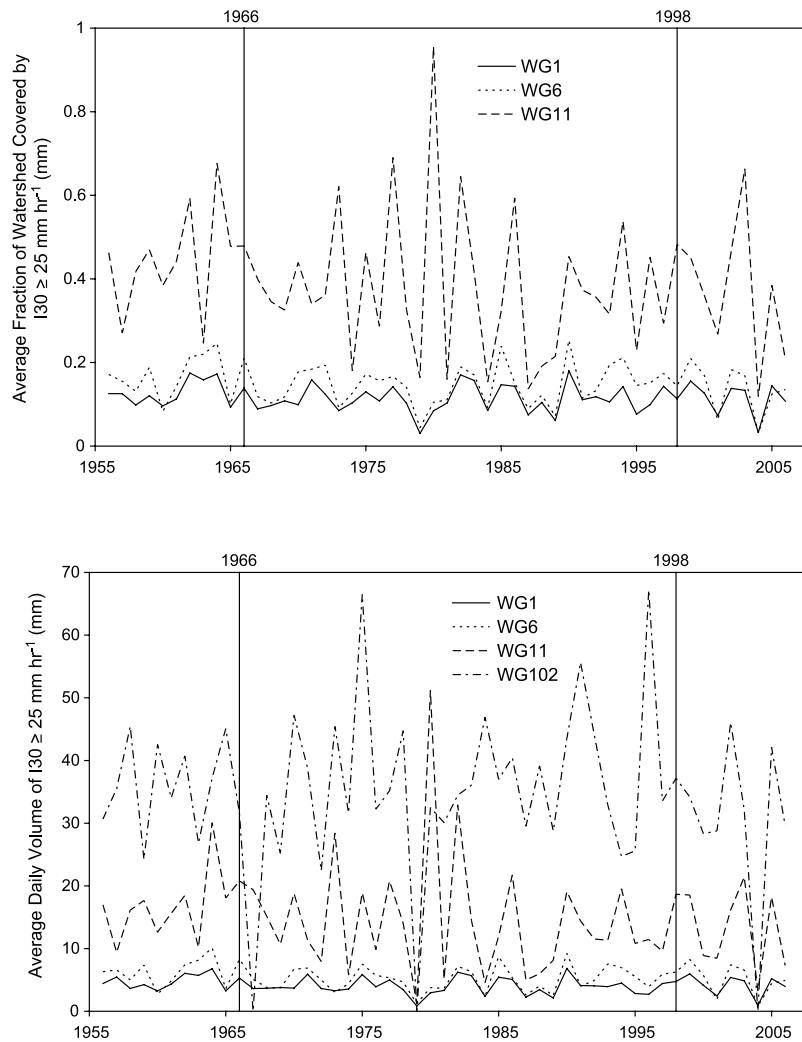 1966 1998
1
0.8
0.6
0.4
0.2
0
Average Fraction of Watershed Covered by
I30 ≥ 25 mm hr⁻¹ (mm)
WG1
WG6
WG11
1955 1965 1975 1985 1995 2005
1966 1998
70
60
50
40
30
20
10
0
Average Daily Volume of I30 ≥ 25 mm hr⁻¹ (mm)
WG1
WG6
WG11
WG102
1955 1965 1975 1985 1995 2005